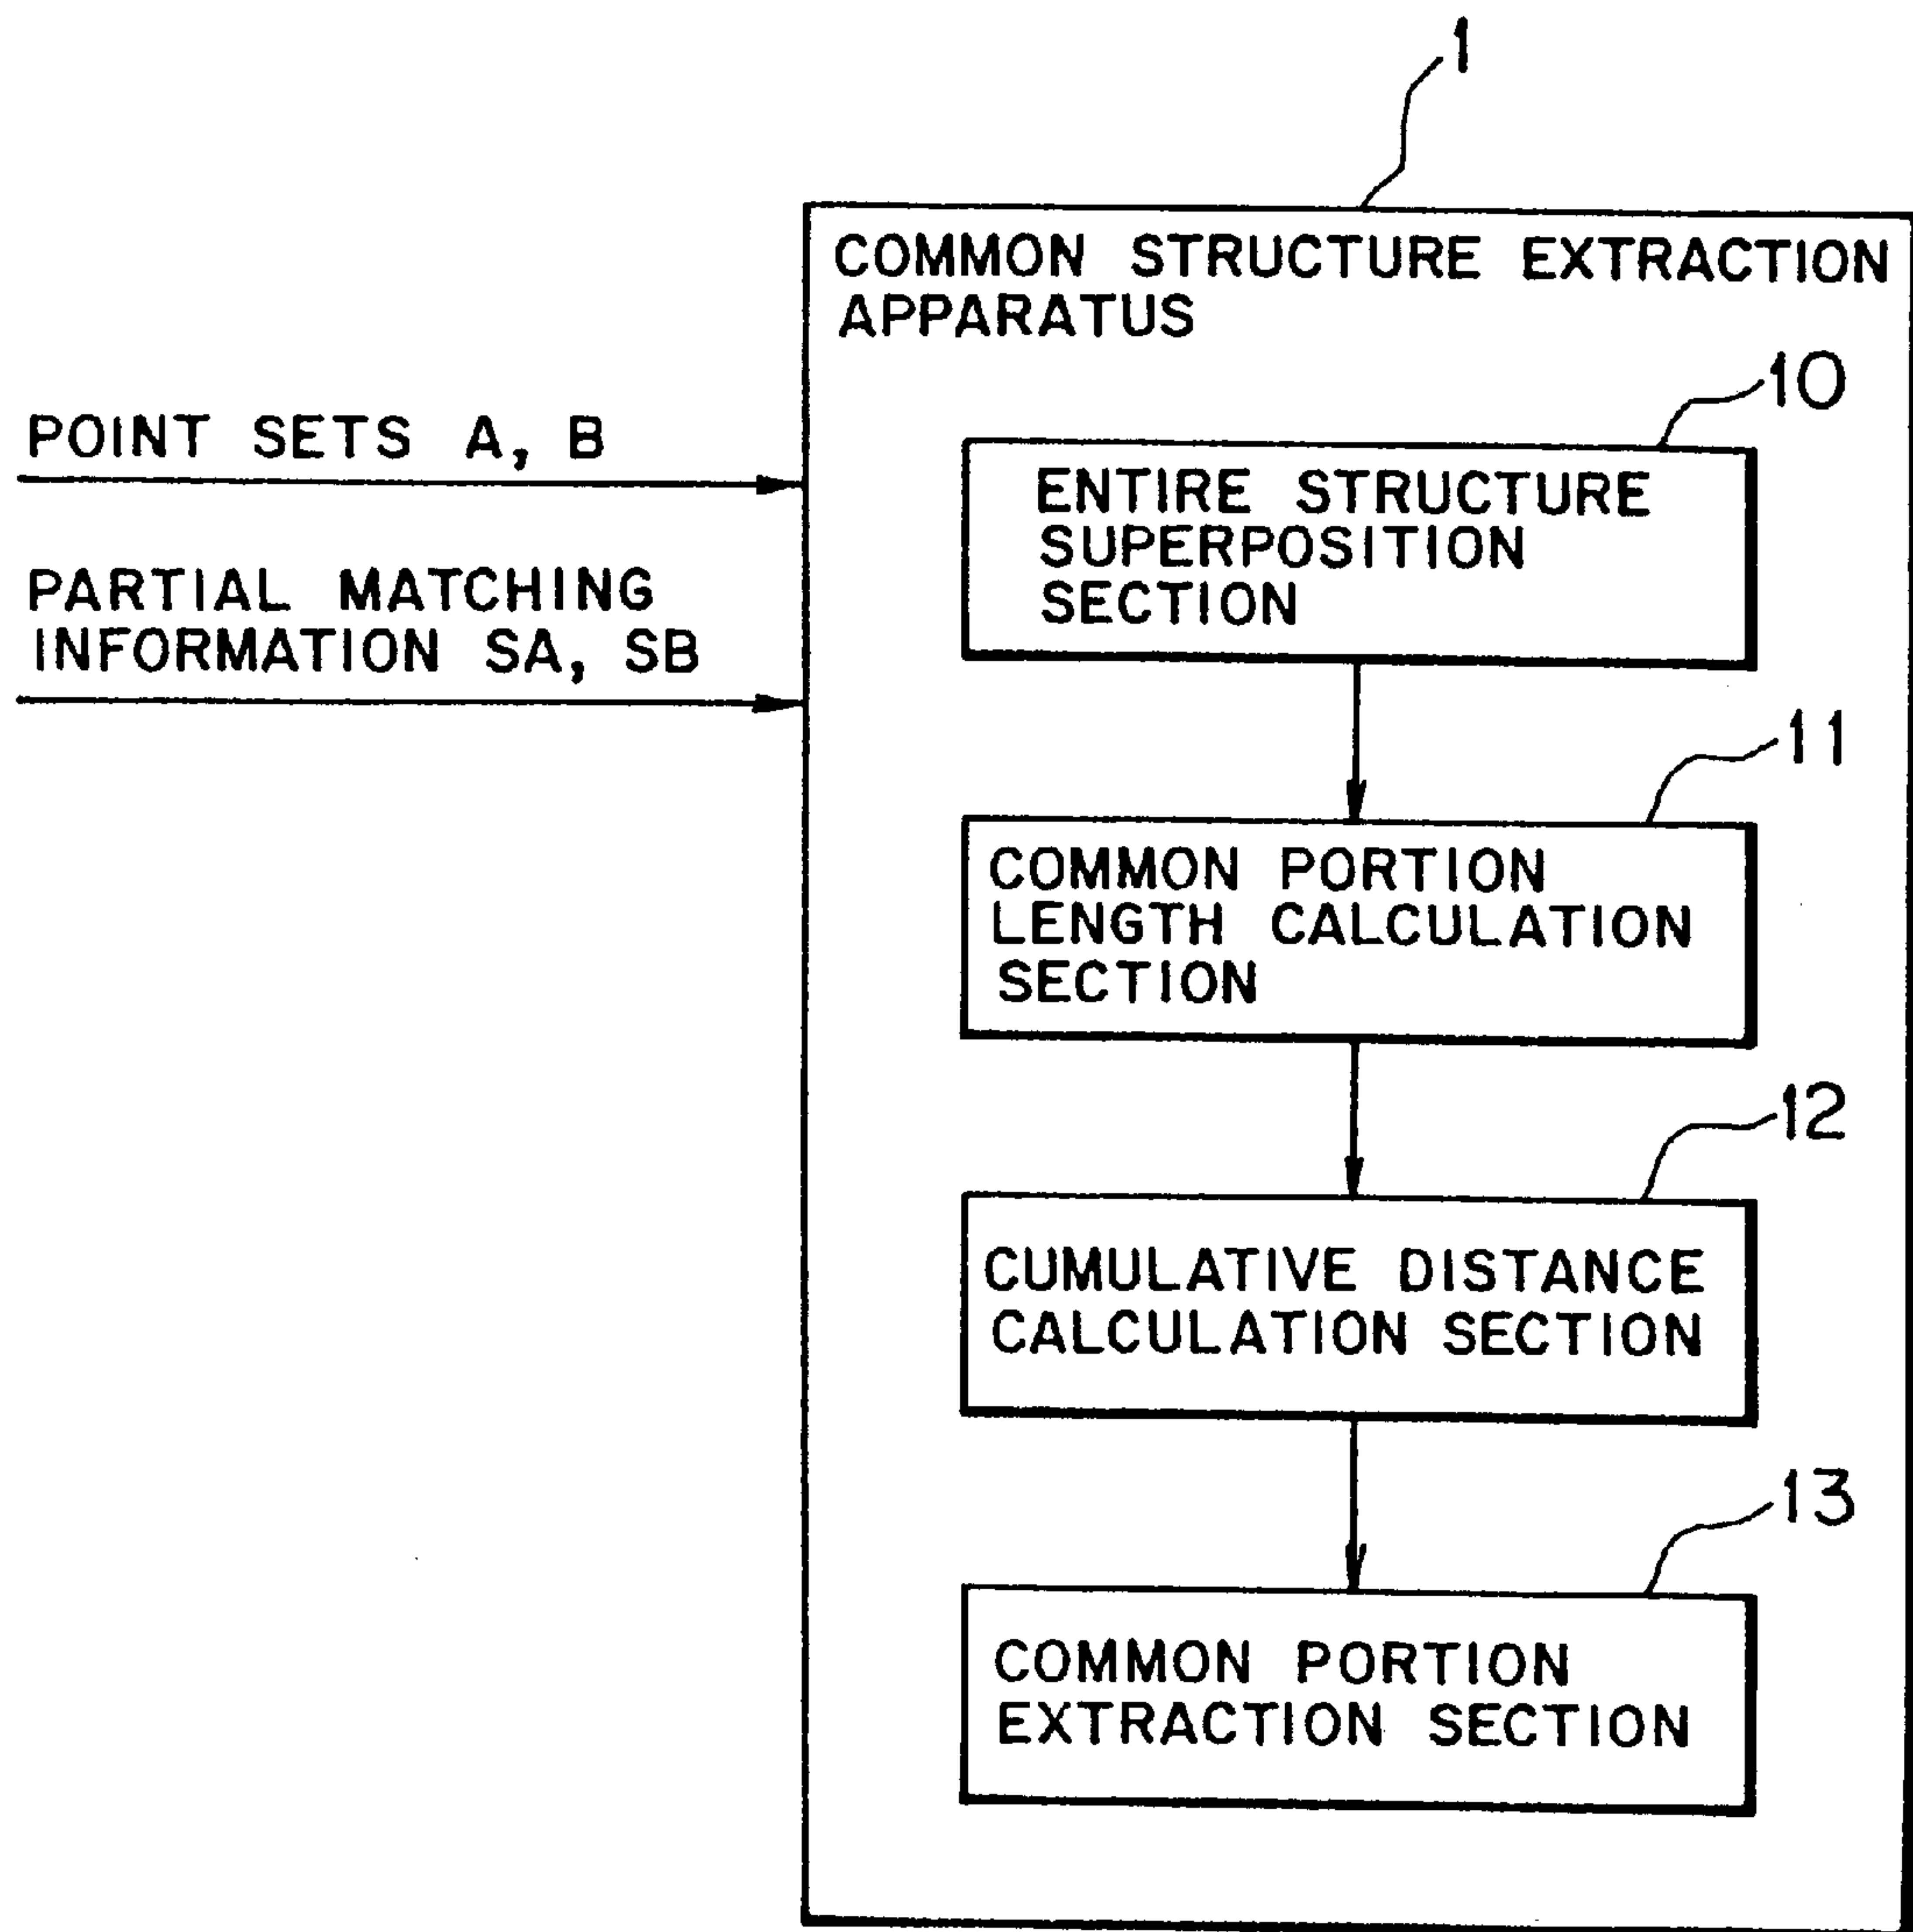 1
COMMON STRUCTURE EXTRACTION
APPARATUS
10
POINT SETS A, B
ENTIRE STRUCTURE
SUPERPOSITION
SECTION
PARTIAL MATCHING
INFORMATION SA, SB
11
COMMON PORTION
LENGTH CALCULATION
SECTION
12
CUMULATIVE DISTANCE
CALCULATION SECTION
13
COMMON PORTION
EXTRACTION SECTION